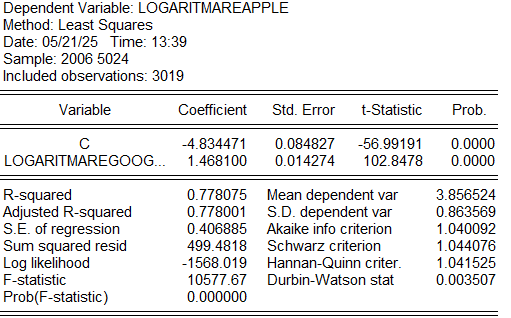 Dependent Variable: LOGARITMAREAPPLE
Method: Least Squares
Date: 05/21/25 Time: 13:39
Sample: 2006 5024
Included observations: 3019
Variable Coefficient Std. Error t-Statistic Prob.
C -4.834471 0.084827 -56.99191 0.0000
LOGARITMAREGOOG... 1.468100 0.014274 102.8478 0.0000
R-squared 0.778075 Mean dependent var 3.856524
Adjusted R-squared 0.778001 S.D. dependent var 0.863569
S.E. of regression 0.406885 Akaike info criterion 1.040092
Sum squared resid 499.4818 Schwarz criterion 1.044076
Log likelihood -1568.019 Hannan-Quinn criter. 1.041525
F-statistic 10577.67 Durbin-Watson stat 0.003507
Prob(F-statistic) 0.000000